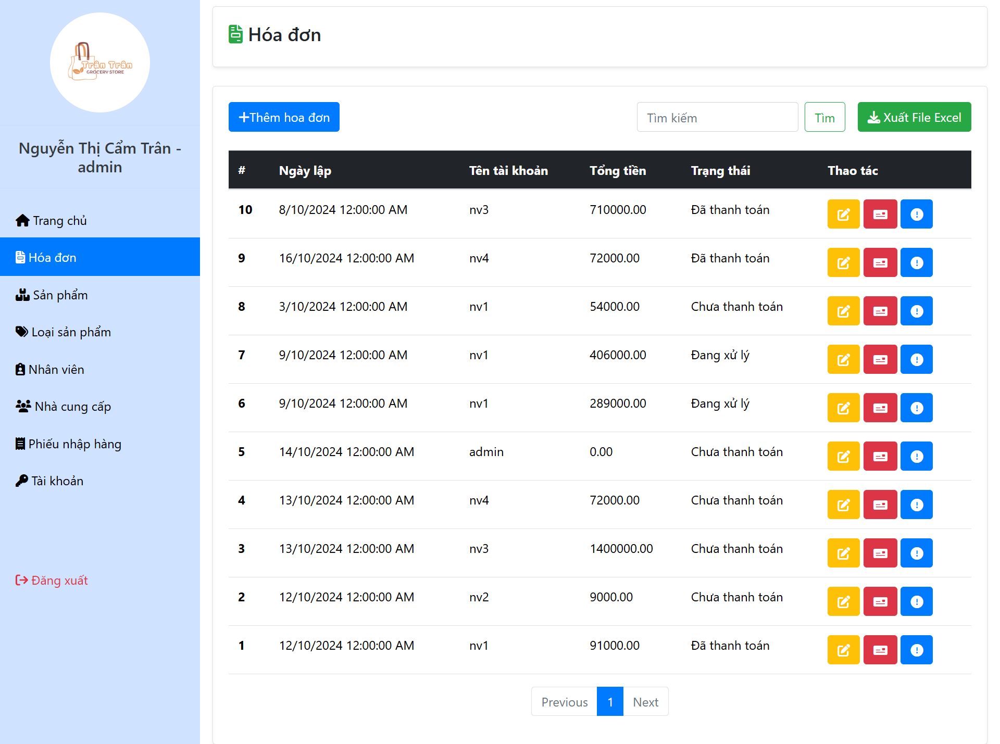 Trân Trân
GROCERY STORE
Nguyễn Thị Cẩm Trân -
admin
Trang chủ
Hóa đơn
Sản phẩm
Loại sản phẩm
Nhân viên
Nhà cung cấp
Phiếu nhập hàng
Tài khoản
Đăng xuất
Hóa đơn
+Thêm hoa đơn
Tìm kiếm
Tìm
Xuất File Excel
# Ngày lập Tên tài khoản Tổng tiền Trạng thái Thao tác
10 8/10/2024 12:00:00 AM nv3 710000.00 Đã thanh toán
9 16/10/2024 12:00:00 AM nv4 72000.00 Đã thanh toán
8 3/10/2024 12:00:00 AM nv1 54000.00 Chưa thanh toán
7 9/10/2024 12:00:00 AM nv1 406000.00 Đang xử lý
6 9/10/2024 12:00:00 AM nv1 289000.00 Đang xử lý
5 14/10/2024 12:00:00 AM admin 0.00 Chưa thanh toán
4 13/10/2024 12:00:00 AM nv4 72000.00 Chưa thanh toán
3 13/10/2024 12:00:00 AM nv3 1400000.00 Chưa thanh toán
2 12/10/2024 12:00:00 AM nv2 9000.00 Chưa thanh toán
1 12/10/2024 12:00:00 AM nv1 91000.00 Đã thanh toán
Previous 1 Next